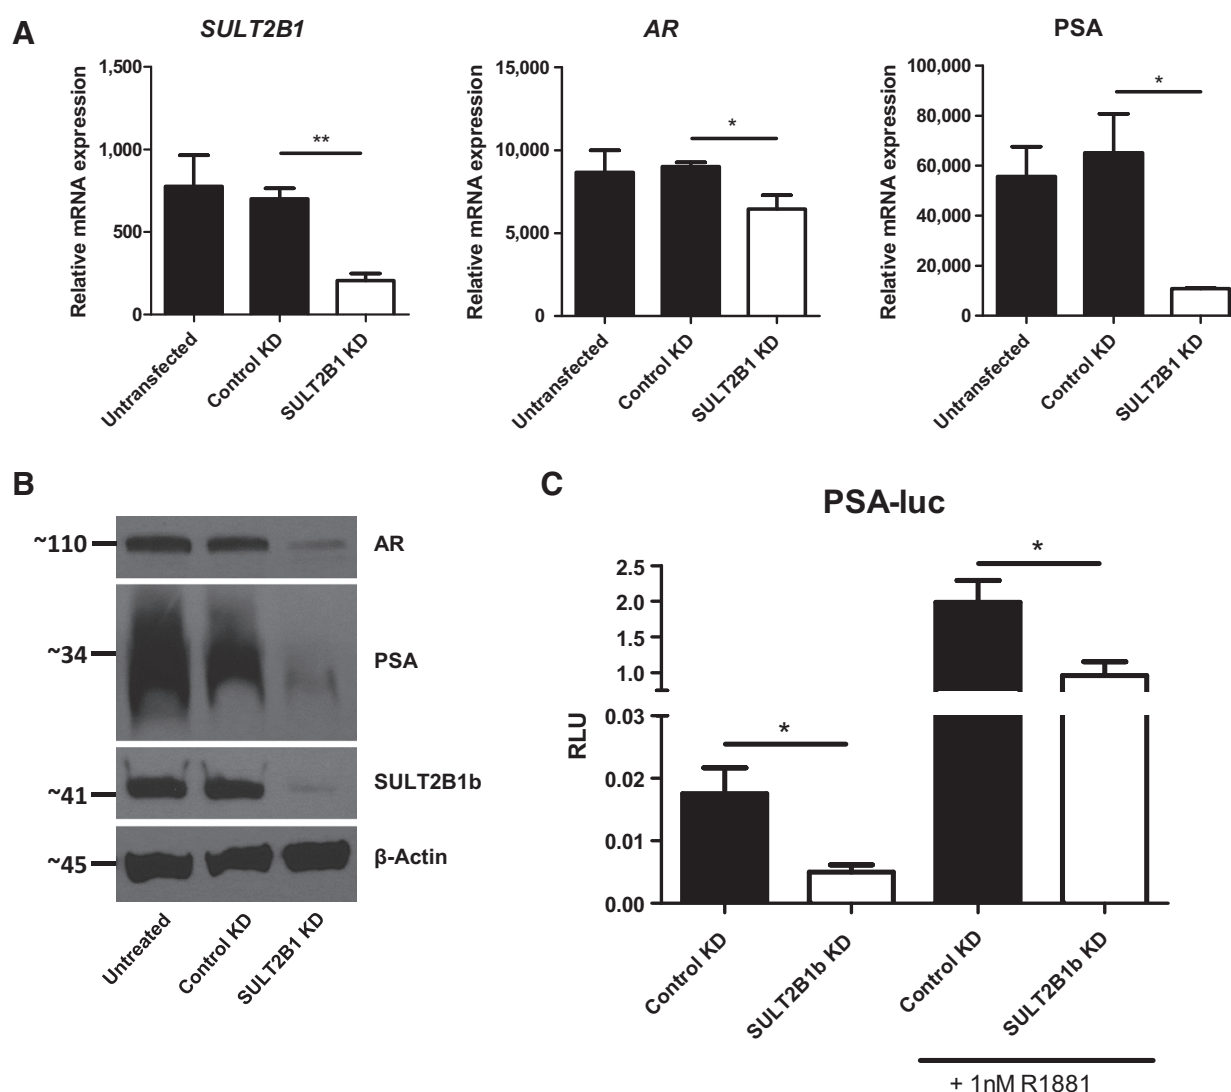 A
SULT2B1
Relative mRNA expression
1,500
1,000
500
0
**
Untransfected
Control KD
SULT2B1 KD
AR
Relative mRNA expression
15,000
10,000
5,000
0
*
Untransfected
Control KD
SULT2B1 KD
PSA
Relative mRNA expression
100,000
80,000
60,000
40,000
20,000
0
*
Untransfected
Control KD
SULT2B1 KD
B
~110
AR
~34
PSA
~41
SULT2B1b
~45
β-Actin
Untreated
Control KD
SULT2B1 KD
C
PSA-luc
RLU
2.5
2.0
1.5
1.0
0.03
0.02
0.01
0.00
*
*
Control KD
SULT2B1b KD
Control KD
SULT2B1b KD
+ 1nM R1881